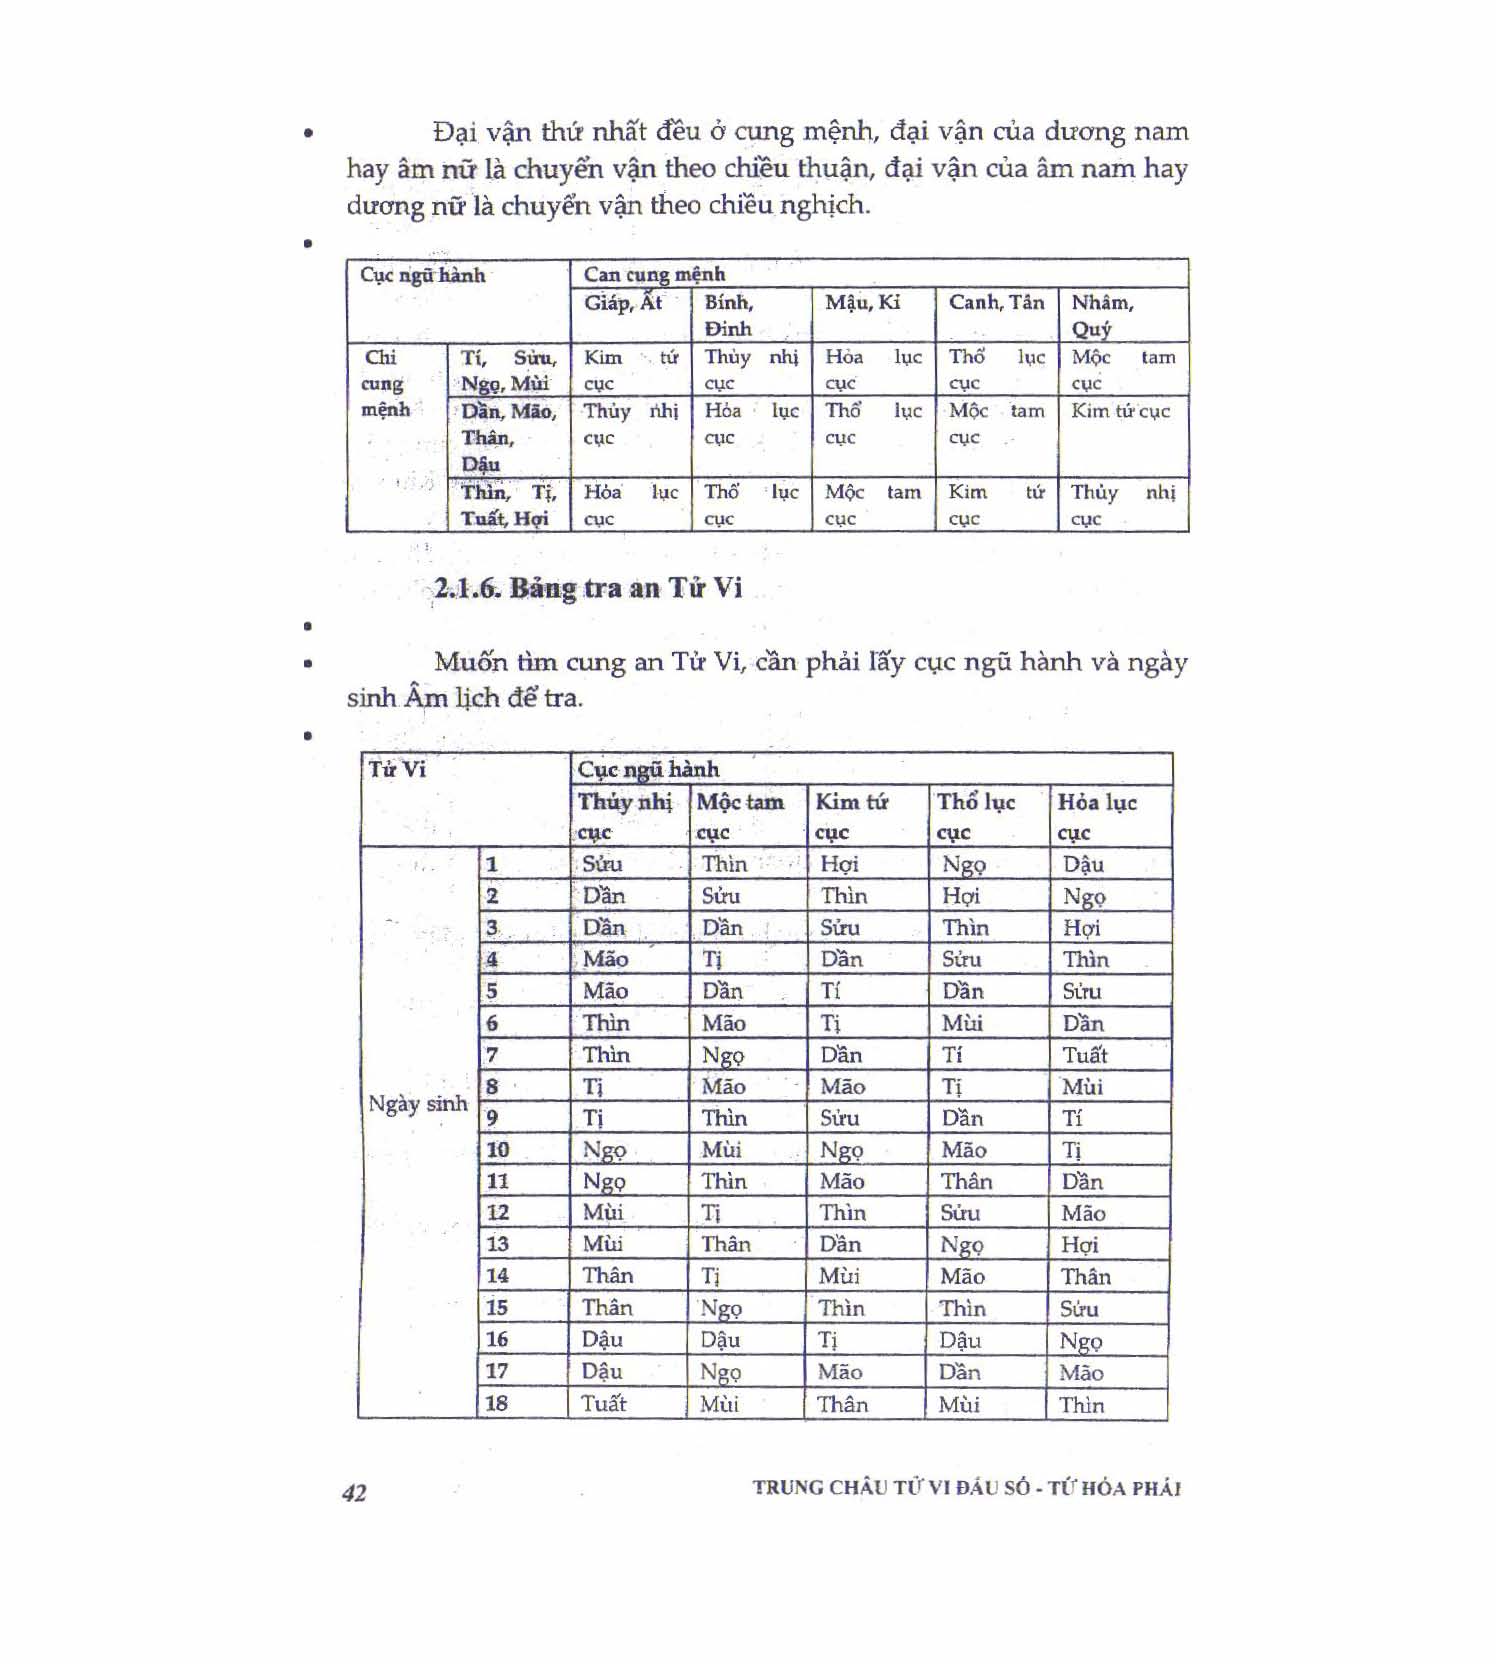 Đại vận thứ nhất đều ở cung mệnh, đại vận của dương nam
hay âm nữ là chuyển vận theo chiều thuận, đại vận của âm nam hay
dương nữ là chuyển vận theo chiều nghịch.
Cục ngũ hành Can cung mệnh
Giáp, Ất Bính, Đinh Mậu, Kỉ Canh, Tân Nhâm, Quý
Chi cung mệnh Tí, Sửu, Ngọ, Mùi Kim tứ cục Thủy nhị cục Hỏa lục cục Thổ lục cục Mộc tam cục
Dần, Mão, Thân, Dậu Thủy nhị cục Hỏa lục cục Thổ lục cục Mộc tam cục Kim tứ cục
Thìn, Tị, Tuất, Hợi Hỏa lục cục Thổ lục cục Mộc tam cục Kim tứ cục Thủy nhị cục
2.1.6. Bảng tra an Tử Vi
Muốn tìm cung an Tử Vi, cần phải lấy cục ngũ hành và ngày
sinh Âm lịch để tra.
Tử Vi Cục ngũ hành
Thủy nhị cục Mộc tam cục Kim tứ cục Thổ lục cục Hỏa lục cục
1 Sửu Thìn Hợi Ngọ Dậu
2 Dần Sửu Thìn Hợi Ngọ
3 Dần Dần Sửu Thìn Hợi
4 Mão Tị Dần Sửu Thìn
5 Mão Dần Tí Dần Sửu
6 Thìn Mão Tị Mùi Dần
7 Thìn Ngọ Dần Tí Tuất
8 Tị Mão Mão Tị Mùi
Ngày sinh
9 Tị Thìn Sửu Dần Tí
10 Ngọ Mùi Ngọ Mão Tị
11 Ngọ Thìn Mão Thân Dần
12 Mùi Tị Thìn Sửu Mão
13 Mùi Thân Dần Ngọ Hợi
14 Thân Tị Mùi Mão Thân
15 Thân Ngọ Thìn Thìn Sửu
16 Dậu Dậu Tị Dậu Ngọ
17 Dậu Ngọ Mão Dần Mão
18 Tuất Mùi Thân Mùi Thìn
42 TRUNG CHÂU TỬ VI ĐẨU SỐ - TỨ HÓA PHÁI